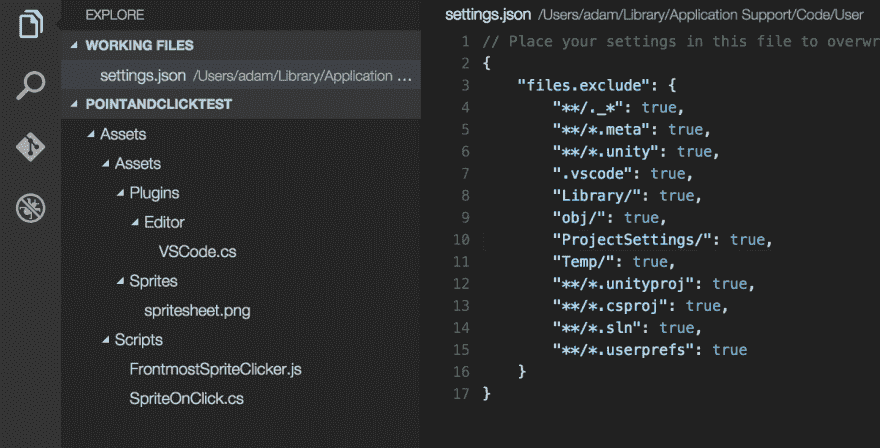 EXPLORE
WORKING FILES
settings.json /Users/adam/Library/Application ...
POINTANDCLICKTEST
Assets
Assets
Plugins
Editor
VSCode.cs
Sprites
spritesheet.png
Scripts
FrontmostSpriteClicker.js
SpriteOnClick.cs
settings.json /Users/adam/Library/Application Support/Code/User
1 // Place your settings in this file to overwr
2 {
3 "files.exclude": {
4 "**/._*": true,
5 "**/*.meta": true,
6 "**/*.unity": true,
7 ".vscode": true,
8 "Library/": true,
9 "obj/": true,
10 "ProjectSettings/": true,
11 "Temp/": true,
12 "**/*.unityproj": true,
13 "**/*.csproj": true,
14 "**/*.sln": true,
15 "**/*.userprefs": true
16 }
17 }